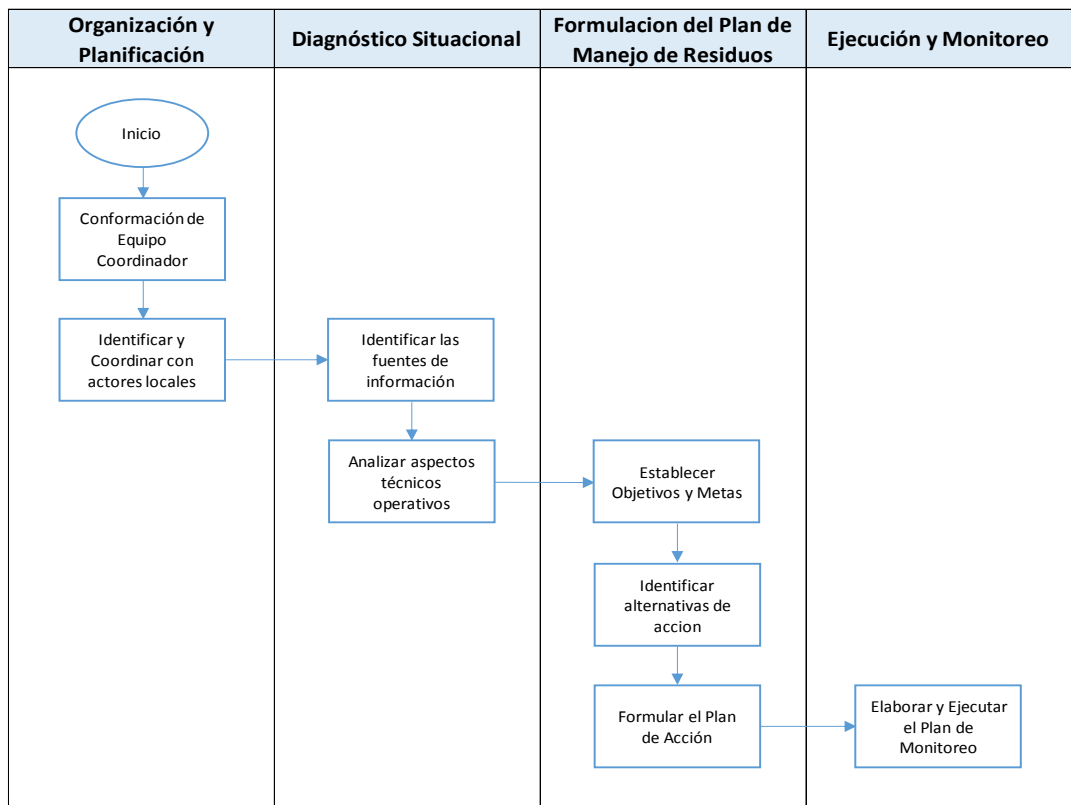 Organización y
Planificación
Diagnóstico Situacional
Formulacion del Plan de
Manejo de Residuos
Ejecución y Monitoreo
Inicio
Conformación de
Equipo
Coordinador
Identificar y
Coordinar con
actores locales
Identificar las
fuentes de
información
Analizar aspectos
técnicos
operativos
Establecer
Objetivos y Metas
Identificar
alternativas de
accion
Formular el Plan
de Acción
Elaborar y Ejecutar
el Plan de
Monitoreo